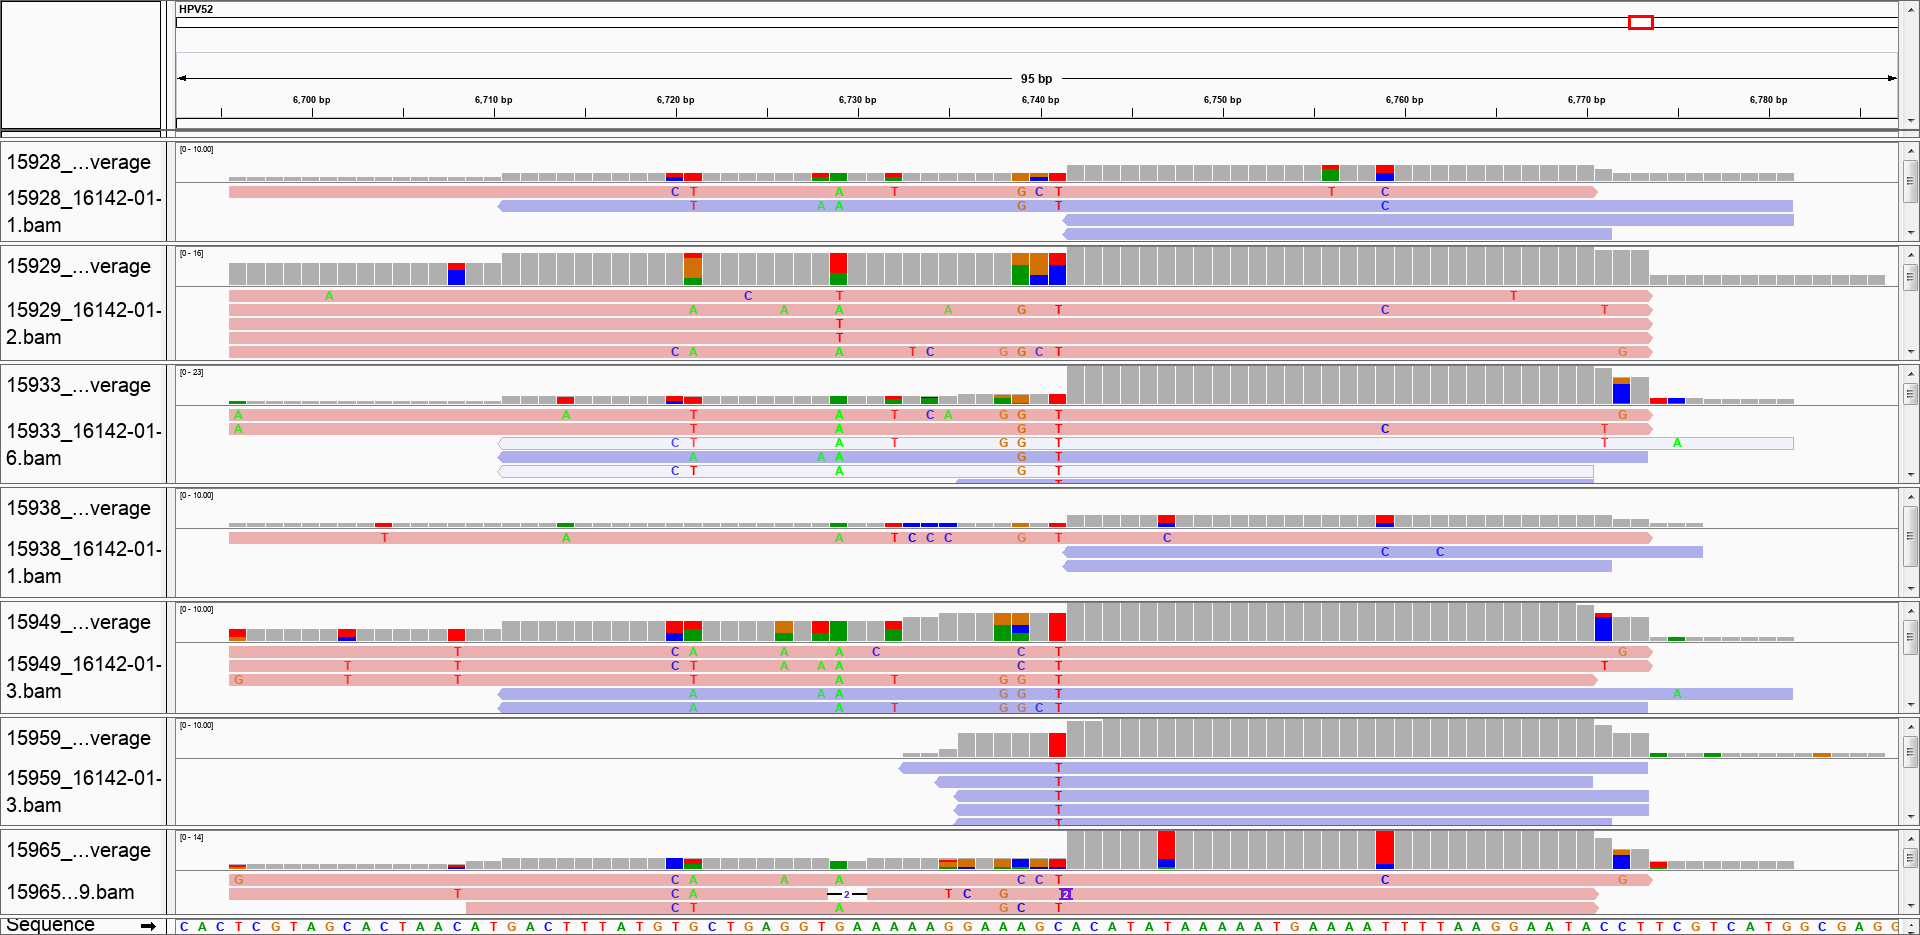 HPV52
95 bp
6,700 bp 6,710 bp 6,720 bp 6,730 bp 6,740 bp 6,750 bp 6,760 bp 6,770 bp 6,780 bp
15928_...verage
[0 - 10.00]
15928_16142-01-
1.bam
C T A T G C T T C
T A A G T C
15929_...verage
[0 - 16]
15929_16142-01-
2.bam
A C T T
A A A A G T C T
T
T
C A A T C G G C T G
15933_...verage
[0 - 23]
15933_16142-01-
6.bam
A A T A T C A G G T G
A T A G T C T
C T A T G G T T A
A A A G T
C T A G T
T
15938_...verage
[0 - 10.00]
15938_16142-01-
1.bam
T A A T C C C G T C
C C
15949_...verage
[0 - 10.00]
15949_16142-01-
3.bam
T C A A A C C T G
T T C T A A A C T T
G T T T A T G G T
A A A G G T A
A A T G G C T
15959_...verage
[0 - 10.00]
15959_16142-01-
3.bam
T
T
T
T
T
15965_...verage
[0 - 14]
15965...9.bam
G C A A A C C T C G
T C A 2 T C G 2
C T A G C T
Sequence
C A C T C G T A G C A C T A A C A T G A C T T T A T G T G C T G A G G T G A A A A A G G A A A G C A C A T A T A A A A A T G A A A A T T T T A A G G A A T A C C T T C G T C A T G G C G A G G